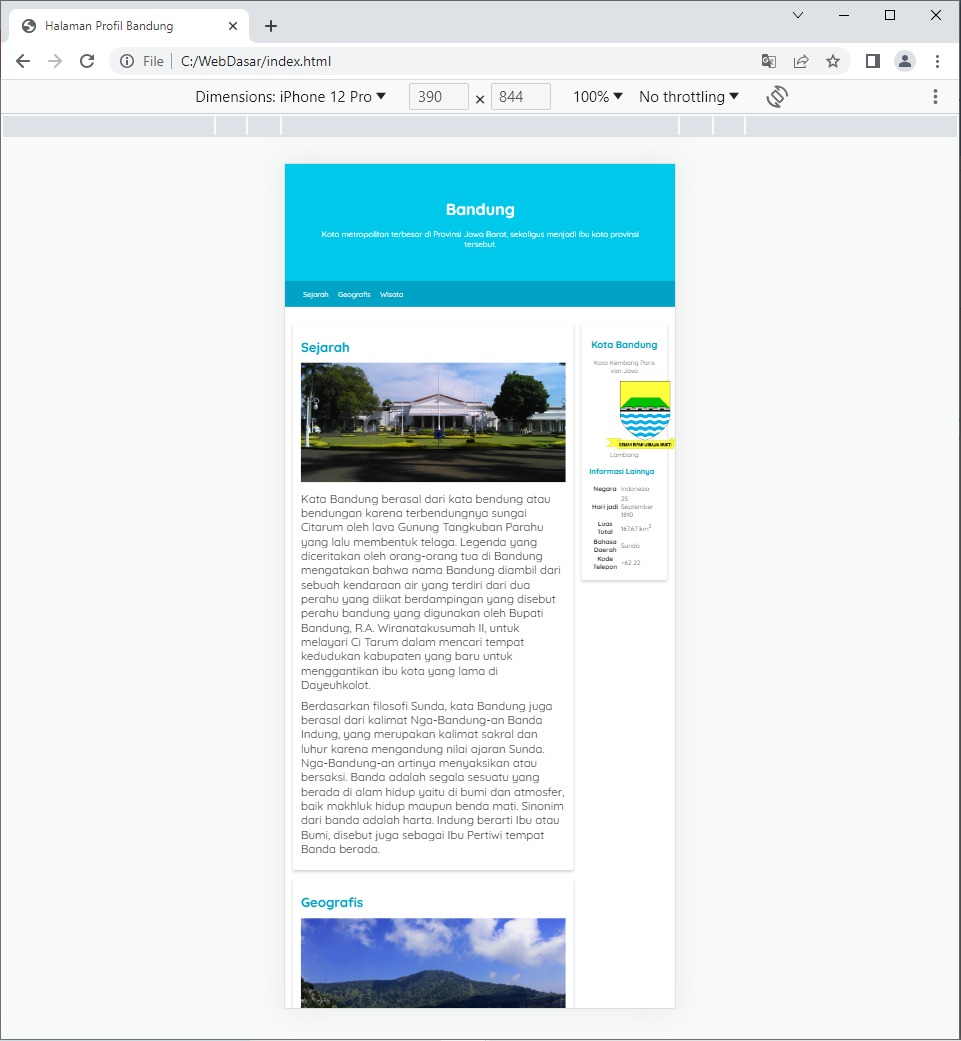 Halaman Profil Bandung
File
C:/WebDasar/index.html
Dimensions: iPhone 12 Pro
390 × 844
100%
No throttling
Bandung
Kota metropolitan terbesar di Provinsi Jawa Barat, sekaligus menjadi Ibu kota provinsi
tersebut.
Sejarah
Geografis
Wisata
Sejarah
Kata Bandung berasal dari kata bendung atau
bendungan karena terbendungnya sungai
Citarum oleh lava Gunung Tangkuban Parahu
yang lalu membentuk telaga. Legenda yang
diceritakan oleh orang-orang tua di Bandung
mengatakan bahwa nama Bandung diambil dari
sebuah kendaraan air yang terdiri dari dua
perahu yang diikat berdampingan yang disebut
perahu bandung yang digunakan oleh Bupati
Bandung, R.A. Wiranatakusumah II, untuk
melayari Ci Tarum dalam mencari tempat
kedudukan kabupaten yang baru untuk
menggantikan ibu kota yang lama di
Dayeuhkolot.
Berdasarkan filosofi Sunda, kata Bandung juga
berasal dari kalimat Nga-Bandung-an Banda
Indung, yang merupakan kalimat sakral dan
luhur karena mengandung nilai ajaran Sunda.
Nga-Bandung-an artinya menyaksikan atau
bersaksi. Banda adalah segala sesuatu yang
berada di alam hidup yaitu di bumi dan atmosfer,
baik makhluk hidup maupun benda mati. Sinonim
dari banda adalah harta. Indung berarti Ibu atau
Bumi, disebut juga sebagai Ibu Pertiwi tempat
Banda berada.
Geografis
Kota Bandung
Kota Kembang Paris
van Java
GEMAH RIPAH WIBAWA MUKTI
Lambang
Informasi Lainnya
Negara Indonesia
25
Hari jadi September
1810
Luas
Total 167.67 km²
Bahasa
Daerah Sunda
Kode
Telepon +62 22